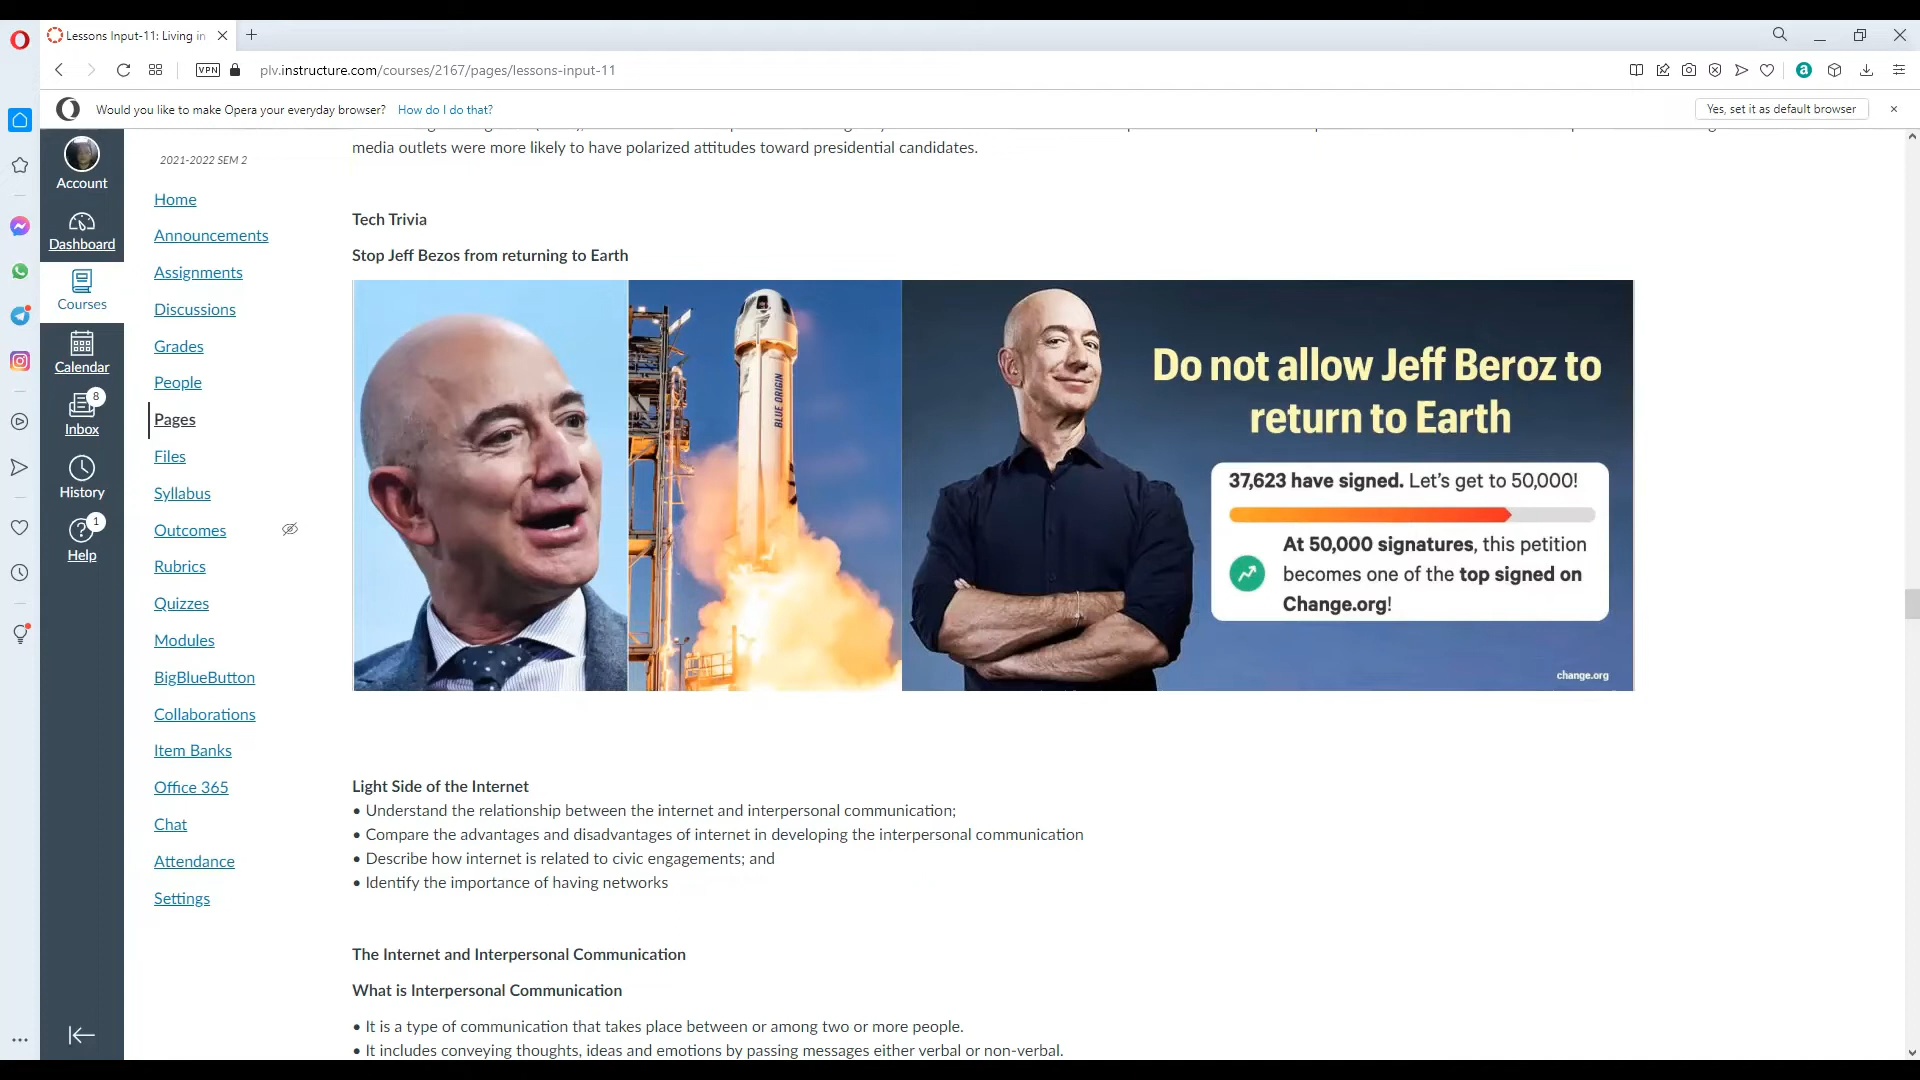 Lessons Input-11: Living in
VPN
plv.instructure.com/courses/2167/pages/lessons-input-11
Would you like to make Opera your everyday browser? How do I do that?
Yes, set it as default browser
Account
Dashboard
Courses
Calendar
8
Inbox
History
1
Help
2021-2022 SEM 2
Home
Announcements
Assignments
Discussions
Grades
People
Pages
Files
Syllabus
Outcomes
Rubrics
Quizzes
Modules
BigBlueButton
Collaborations
Item Banks
Office 365
Chat
Attendance
Settings
media outlets were more likely to have polarized attitudes toward presidential candidates.
Tech Trivia
Stop Jeff Bezos from returning to Earth
BLUE ORIGIN
Do not allow Jeff Beroz to
return to Earth
37,623 have signed. Let's get to 50,000!
At 50,000 signatures, this petition
becomes one of the top signed on
Change.org!
change.org
Light Side of the Internet
• Understand the relationship between the internet and interpersonal communication;
• Compare the advantages and disadvantages of internet in developing the interpersonal communication
• Describe how internet is related to civic engagements; and
• Identify the importance of having networks
The Internet and Interpersonal Communication
What is Interpersonal Communication
• It is a type of communication that takes place between or among two or more people.
• It includes conveying thoughts, ideas and emotions by passing messages either verbal or non-verbal.